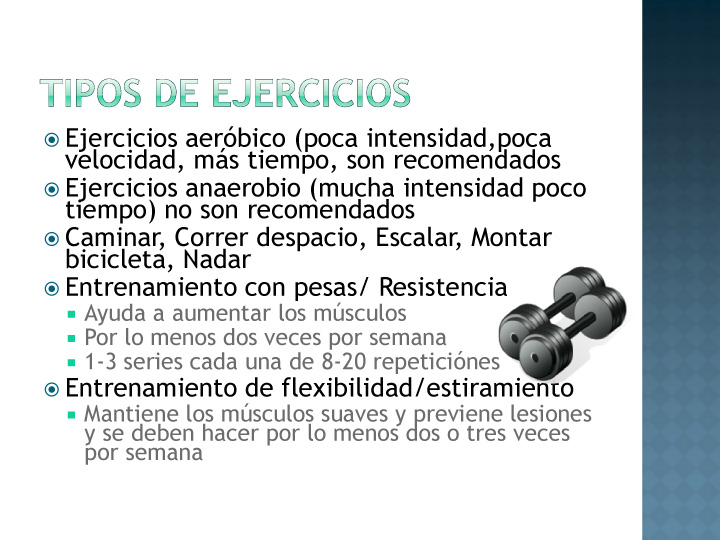 TIPOS DE EJERCICIOS
Ejercicios aeróbico (poca intensidad,poca
velocidad, más tiempo, son recomendados
Ejercicios anaerobio (mucha intensidad poco
tiempo) no son recomendados
Caminar, Correr despacio, Escalar, Montar
bicicleta, Nadar
Entrenamiento con pesas/ Resistencia
Ayuda a aumentar los músculos
Por lo menos dos veces por semana
1-3 series cada una de 8-20 repeticiónes
Entrenamiento de flexibilidad/estiramiento
Mantiene los músculos suaves y previene lesiones
y se deben hacer por lo menos dos o tres veces
por semana